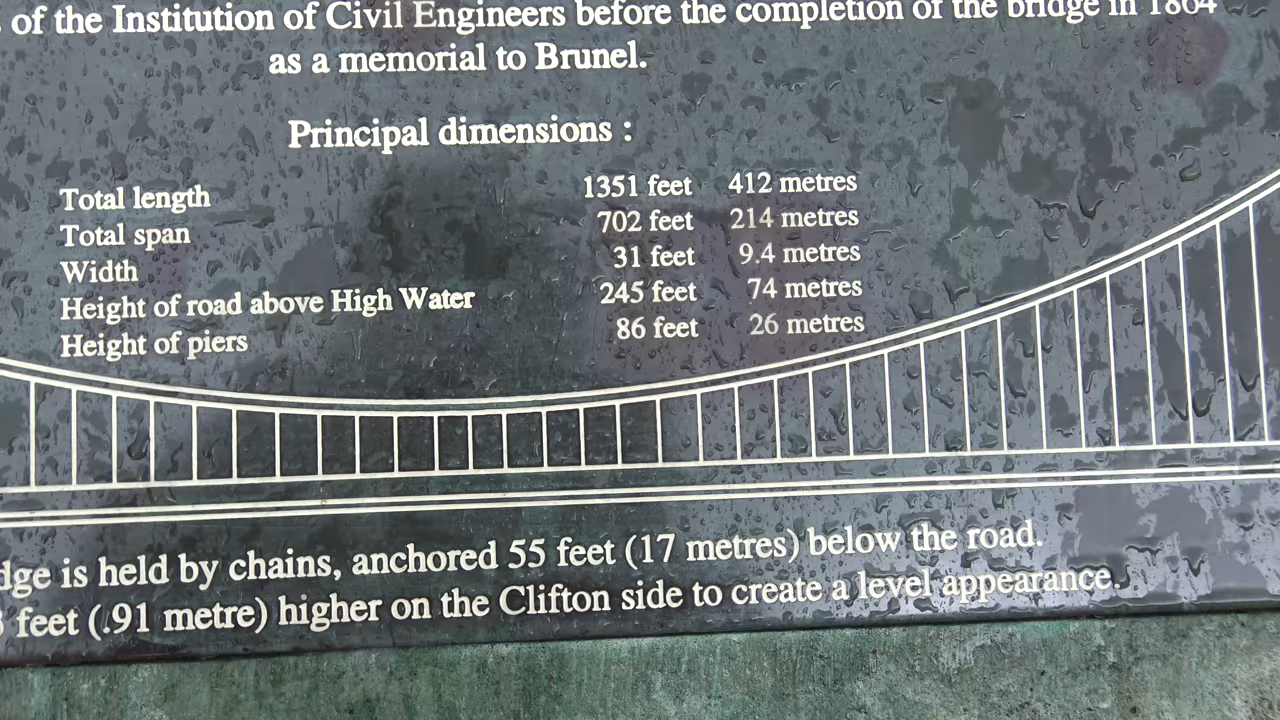 of the Institution of Civil Engineers before the completion of the bridge in 1864
as a memorial to Brunel.
Principal dimensions :
Total length 1351 feet 412 metres
Total span 702 feet 214 metres
Width 31 feet 9.4 metres
Height of road above High Water 245 feet 74 metres
Height of piers 86 feet 26 metres
dge is held by chains, anchored 55 feet (17 metres) below the road.
feet (.91 metre) higher on the Clifton side to create a level appearance.